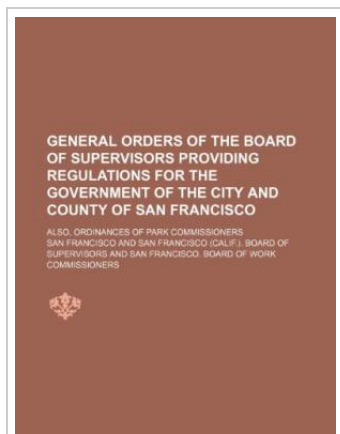 GENERAL ORDERS OF THE BOARD
OF SUPERVISORS PROVIDING
REGULATIONS FOR THE
GOVERNMENT OF THE CITY AND
COUNTY OF SAN FRANCISCO
ALSO, ORDINANCES OF PARK COMMISSIONERS
SAN FRANCISCO AND SAN FRANCISCO (CALIF.). BOARD OF
SUPERVISORS AND SAN FRANCISCO. BOARD OF WORK
COMMISSIONERS